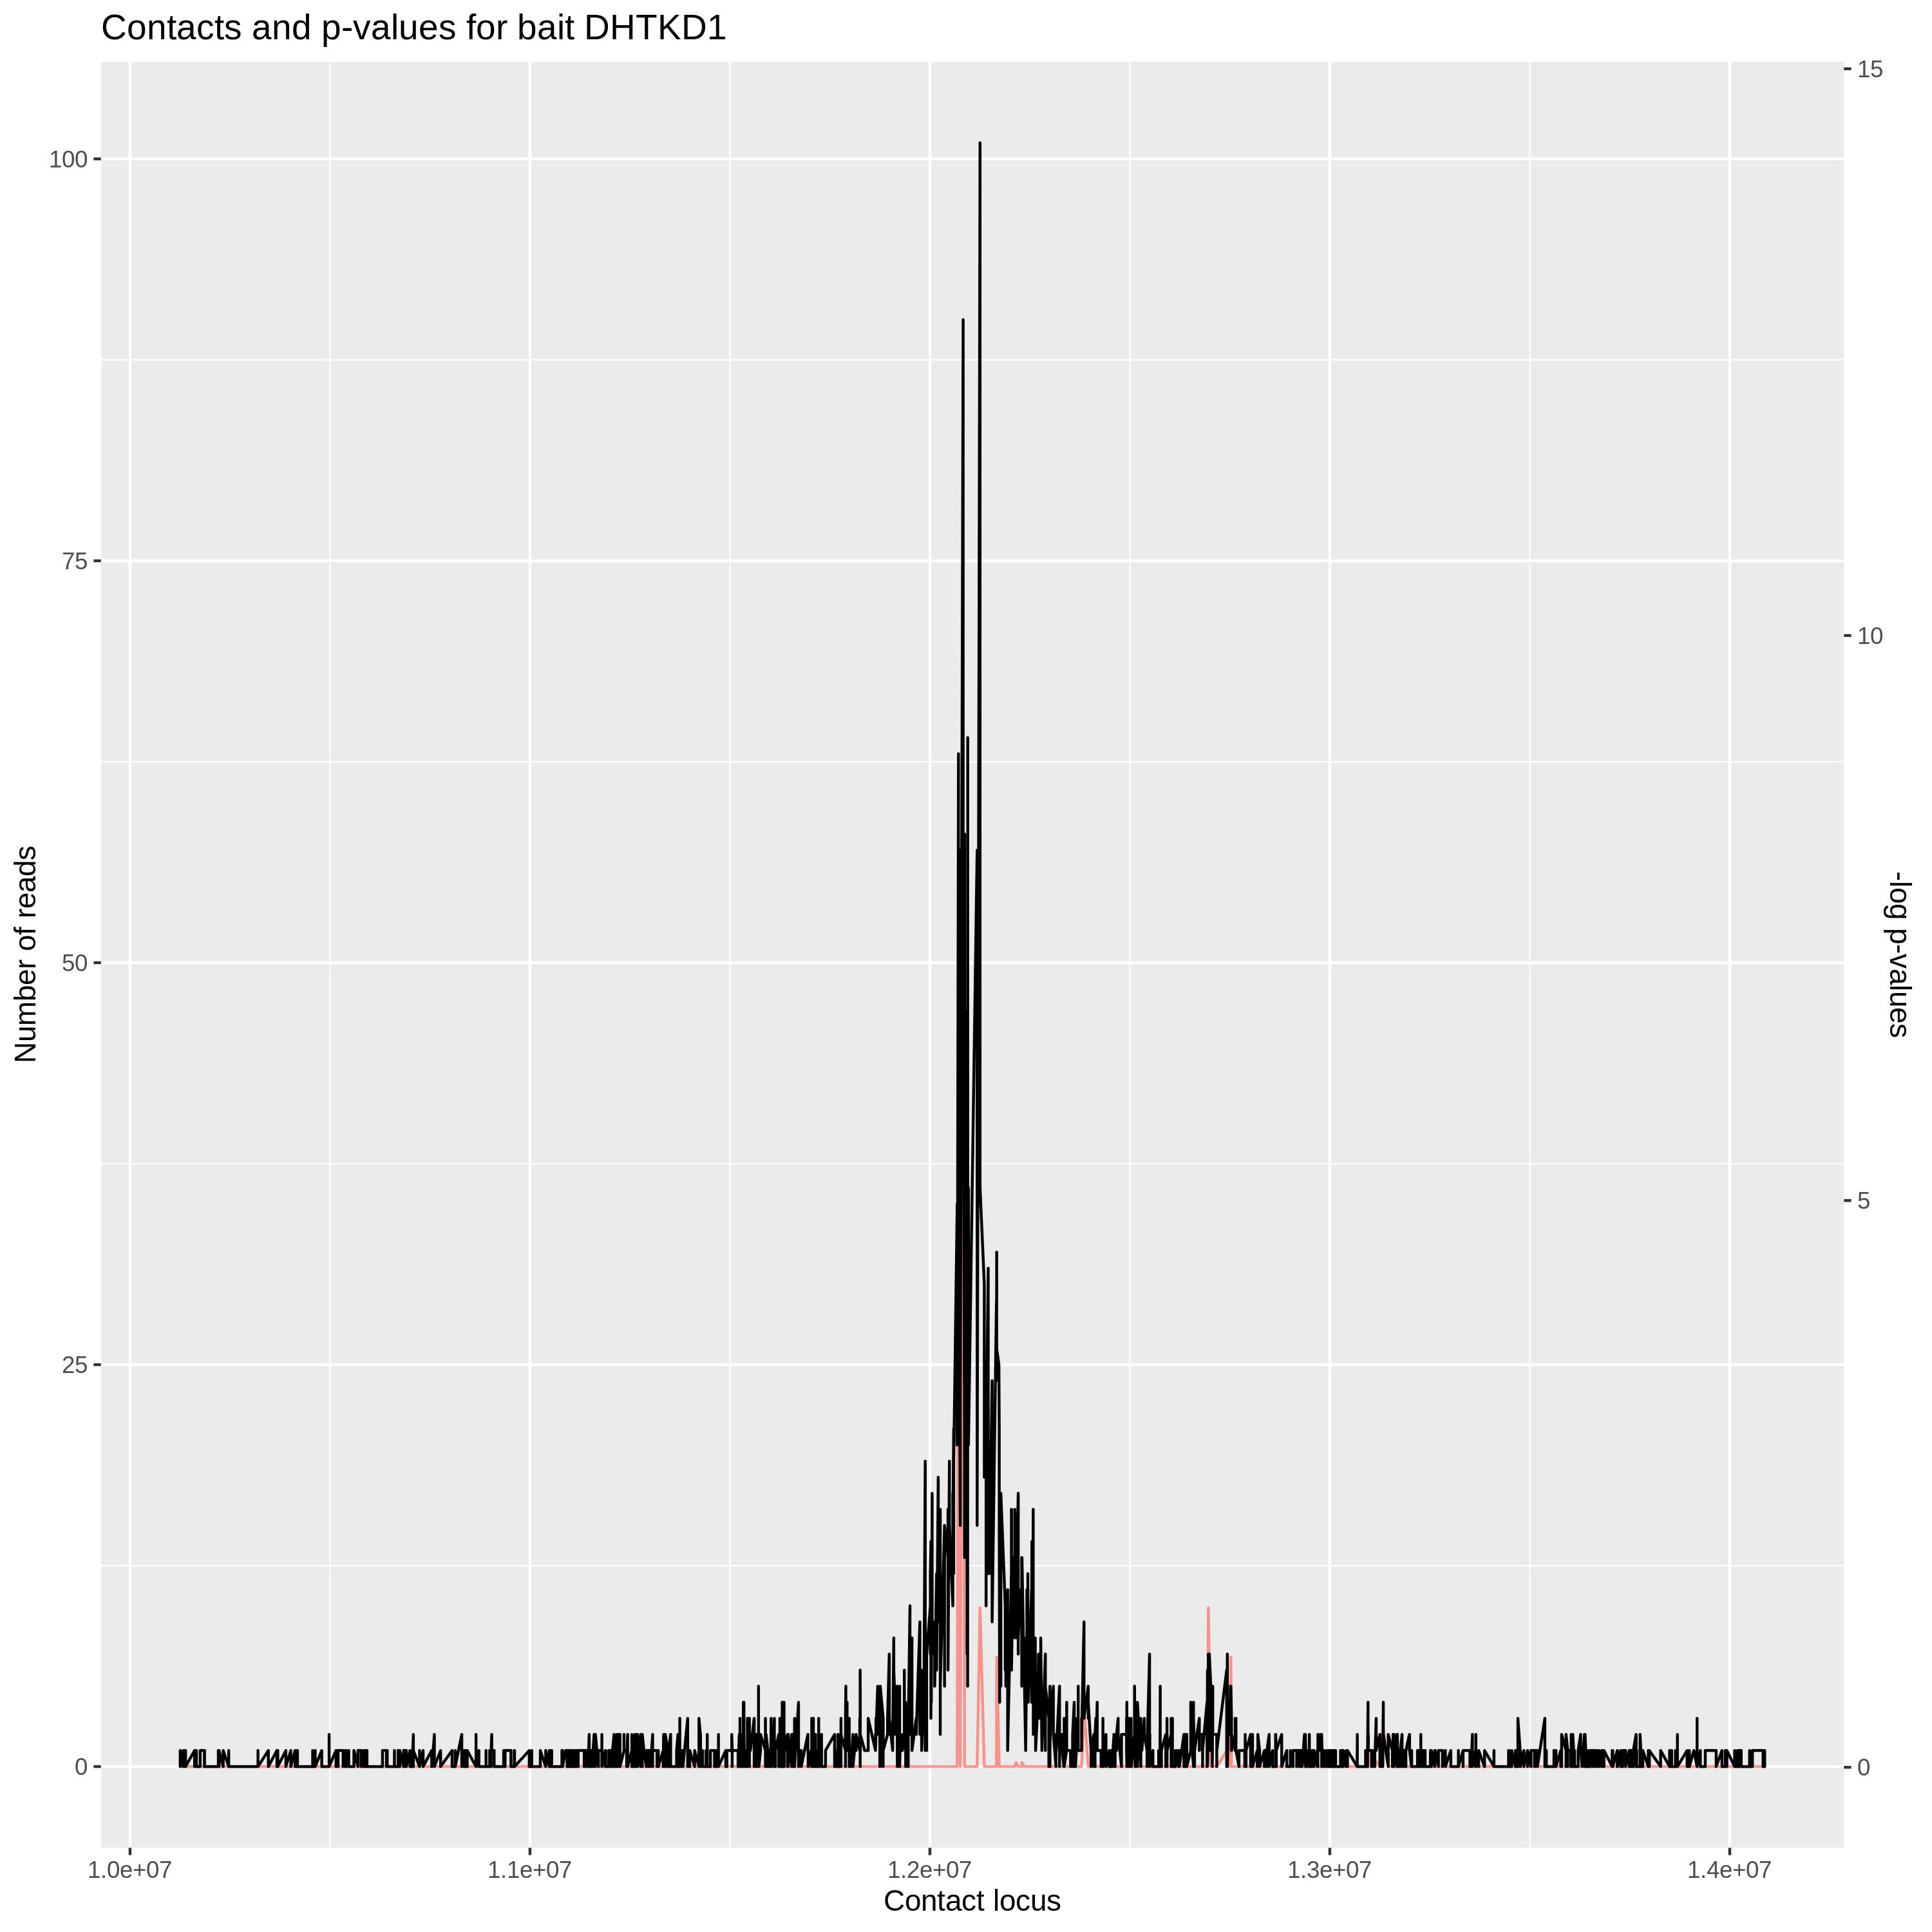 Contacts and p-values for bait DHTKD1
15
100
10
75
Number of reads
-log p-values
50
5
25
0
0
1.0e+07
1.1e+07
1.2e+07
1.3e+07
1.4e+07
Contact locus